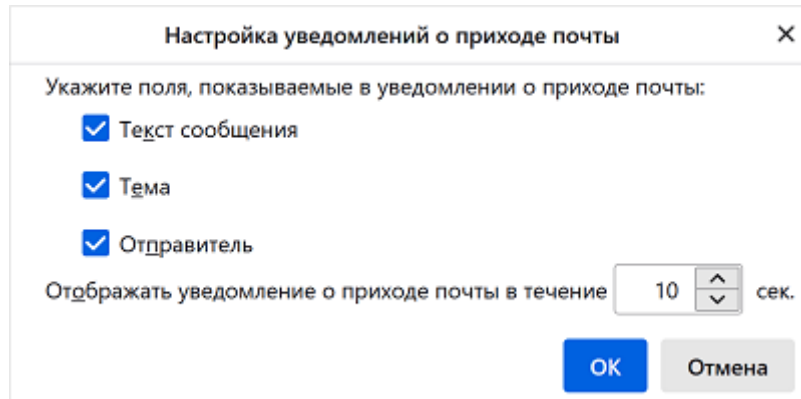 Настройка уведомлений о приходе почты
Укажите поля, показываемые в уведомлении о приходе почты:
Текст сообщения
Тема
Отправитель
Отображать уведомление о приходе почты в течение 10 сек.
ОК Отмена